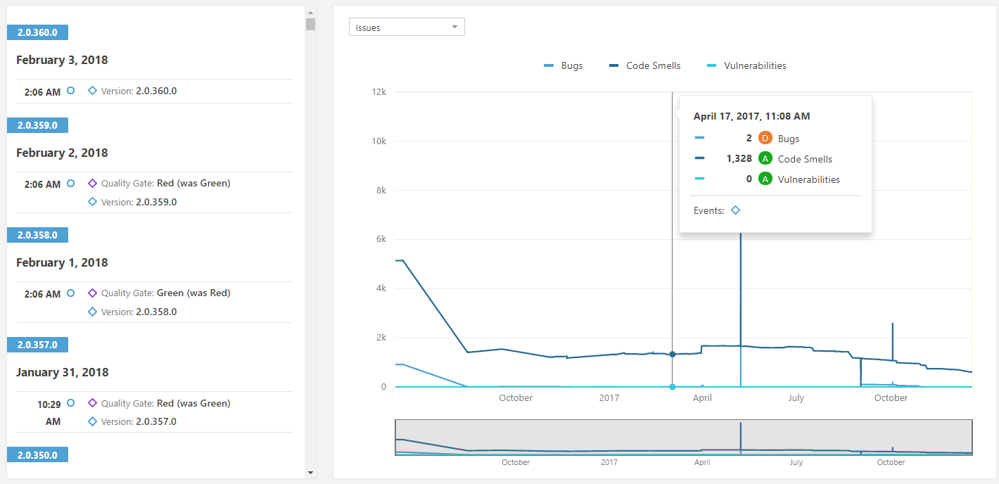 2.0.360.0
February 3, 2018
2:06 AM Version: 2.0.360.0
2.0.359.0
February 2, 2018
2:06 AM Quality Gate: Red (was Green)
Version: 2.0.359.0
2.0.358.0
February 1, 2018
2:06 AM Quality Gate: Green (was Red)
Version: 2.0.358.0
2.0.357.0
January 31, 2018
10:29 Quality Gate: Red (was Green)
AM Version: 2.0.357.0
2.0.350.0
Issues
Bugs Code Smells Vulnerabilities
12k
10k
8k
6k
4k
2k
0
April 17, 2017, 11:08 AM
2 D Bugs
1,328 A Code Smells
0 A Vulnerabilities
Events:
October 2017 April July October
October 2017 April July October